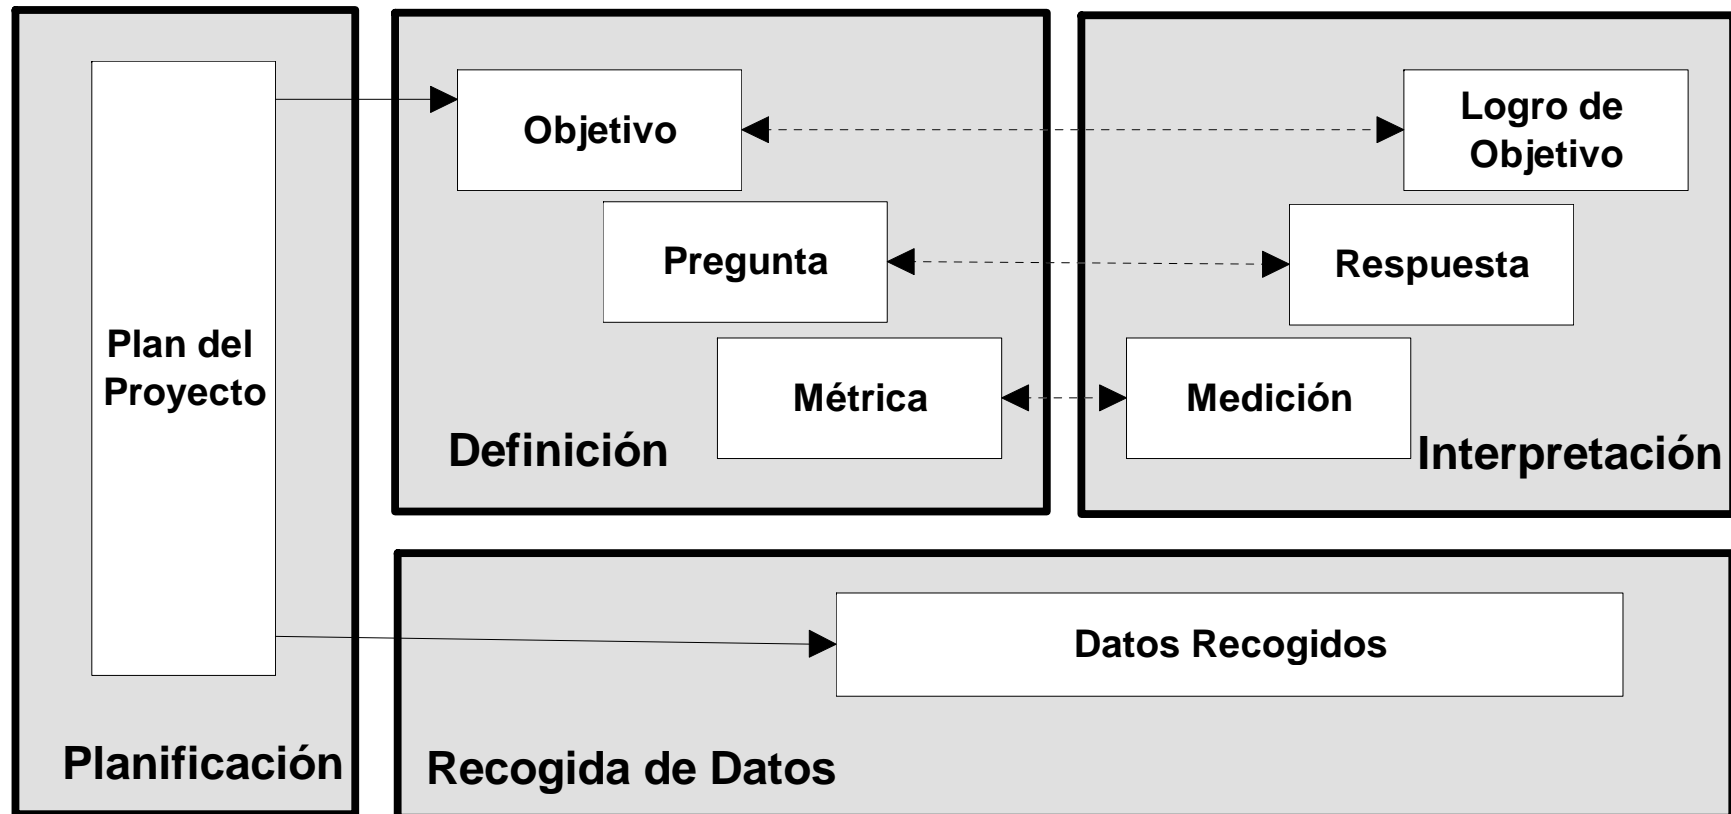 Plan del
Proyecto
Planificación
Objetivo
Pregunta
Métrica
Definición
Logro de
Objetivo
Respuesta
Medición
Interpretación
Datos Recogidos
Recogida de Datos